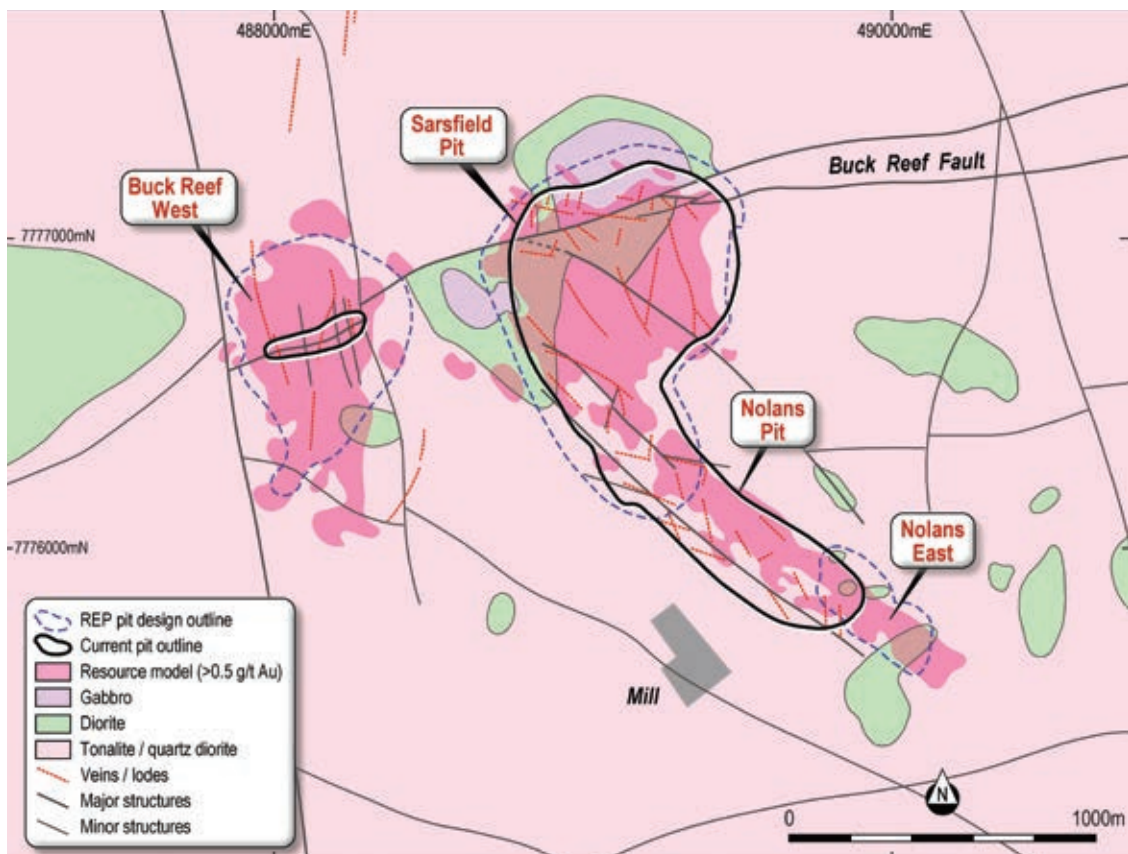 488000mE
490000mE
Sarsfield
Pit
Buck Reef Fault
Buck Reef
West
7777000mN
Nolans
Pit
Nolans
East
7776000mN
REP pit design outline
Current pit outline
Resource model (>0.5 g/t Au)
Gabbro
Diorite
Tonalite / quartz diorite
Veins / lodes
Major structures
Minor structures
Mill
N
0
1000m